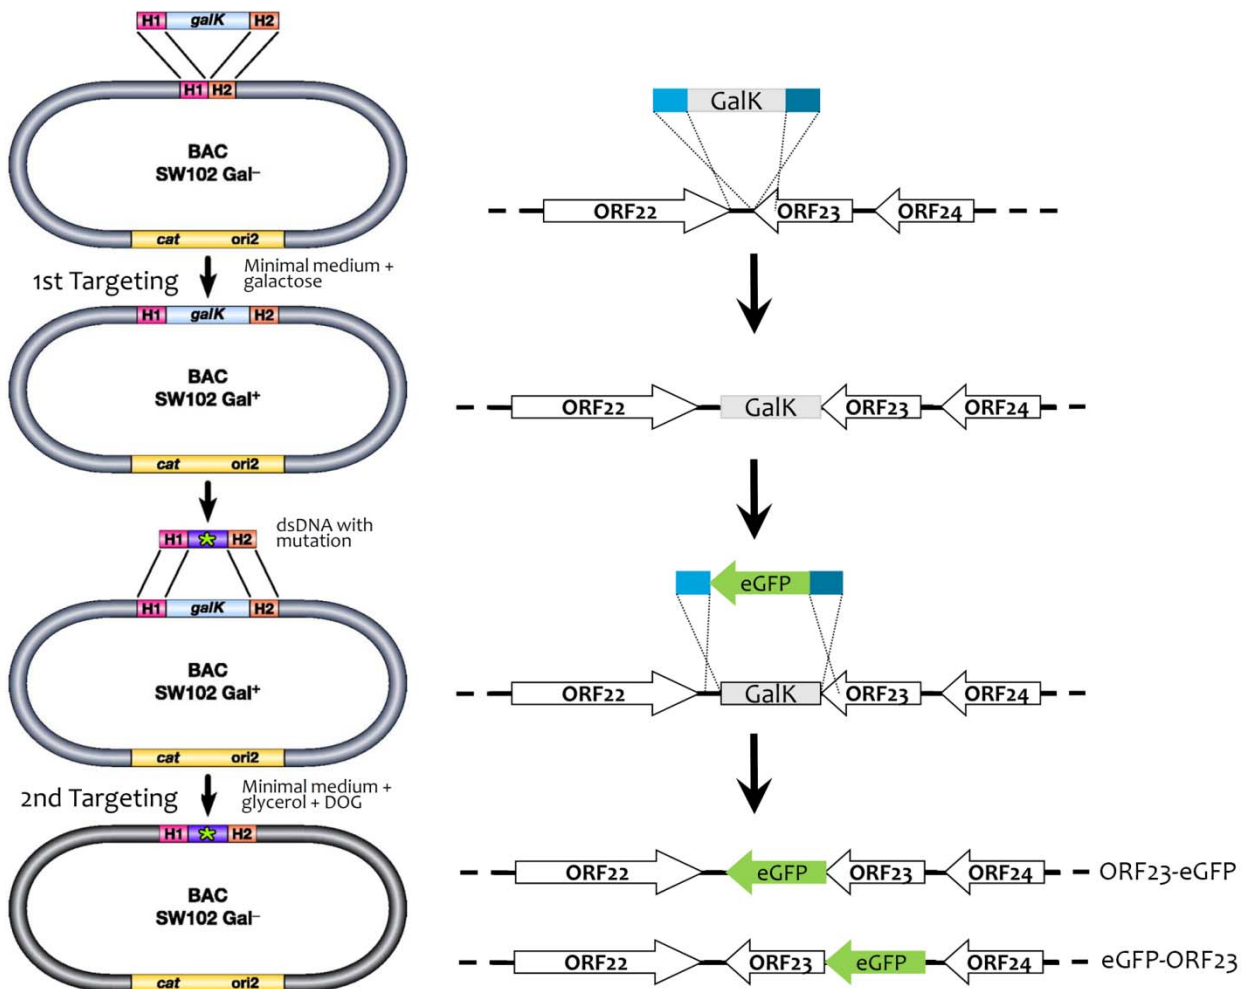 H1 galK H2
H1 H2
BAC
SW102 Gal⁻
cat ori2
1st Targeting
Minimal medium +
galactose
H1 galK H2
BAC
SW102 Gal⁺
cat ori2
dsDNA with
mutation
H1 H2
H1 galK H2
BAC
SW102 Gal⁺
cat ori2
2nd Targeting
Minimal medium +
glycerol + DOG
H1 H2
BAC
SW102 Gal⁻
cat ori2
GalK
ORF22 ORF23 ORF24
ORF22 GalK ORF23 ORF24
eGFP
ORF22 GalK ORF23 ORF24
ORF22 eGFP ORF23 ORF24 ORF23-eGFP
ORF22 ORF23 eGFP ORF24 eGFP-ORF23